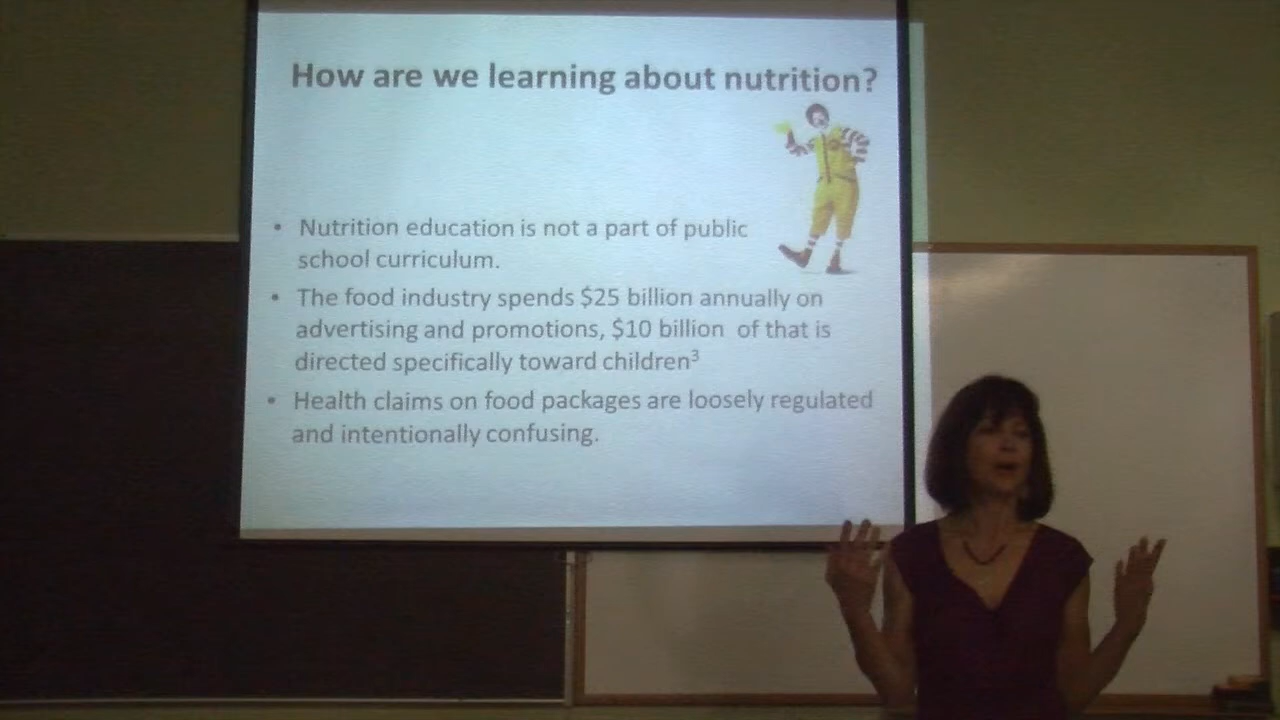 How are we learning about nutrition?
• Nutrition education is not a part of public
school curriculum.
• The food industry spends $25 billion annually on
advertising and promotions, $10 billion of that is
directed specifically toward children³
• Health claims on food packages are loosely regulated
and intentionally confusing.